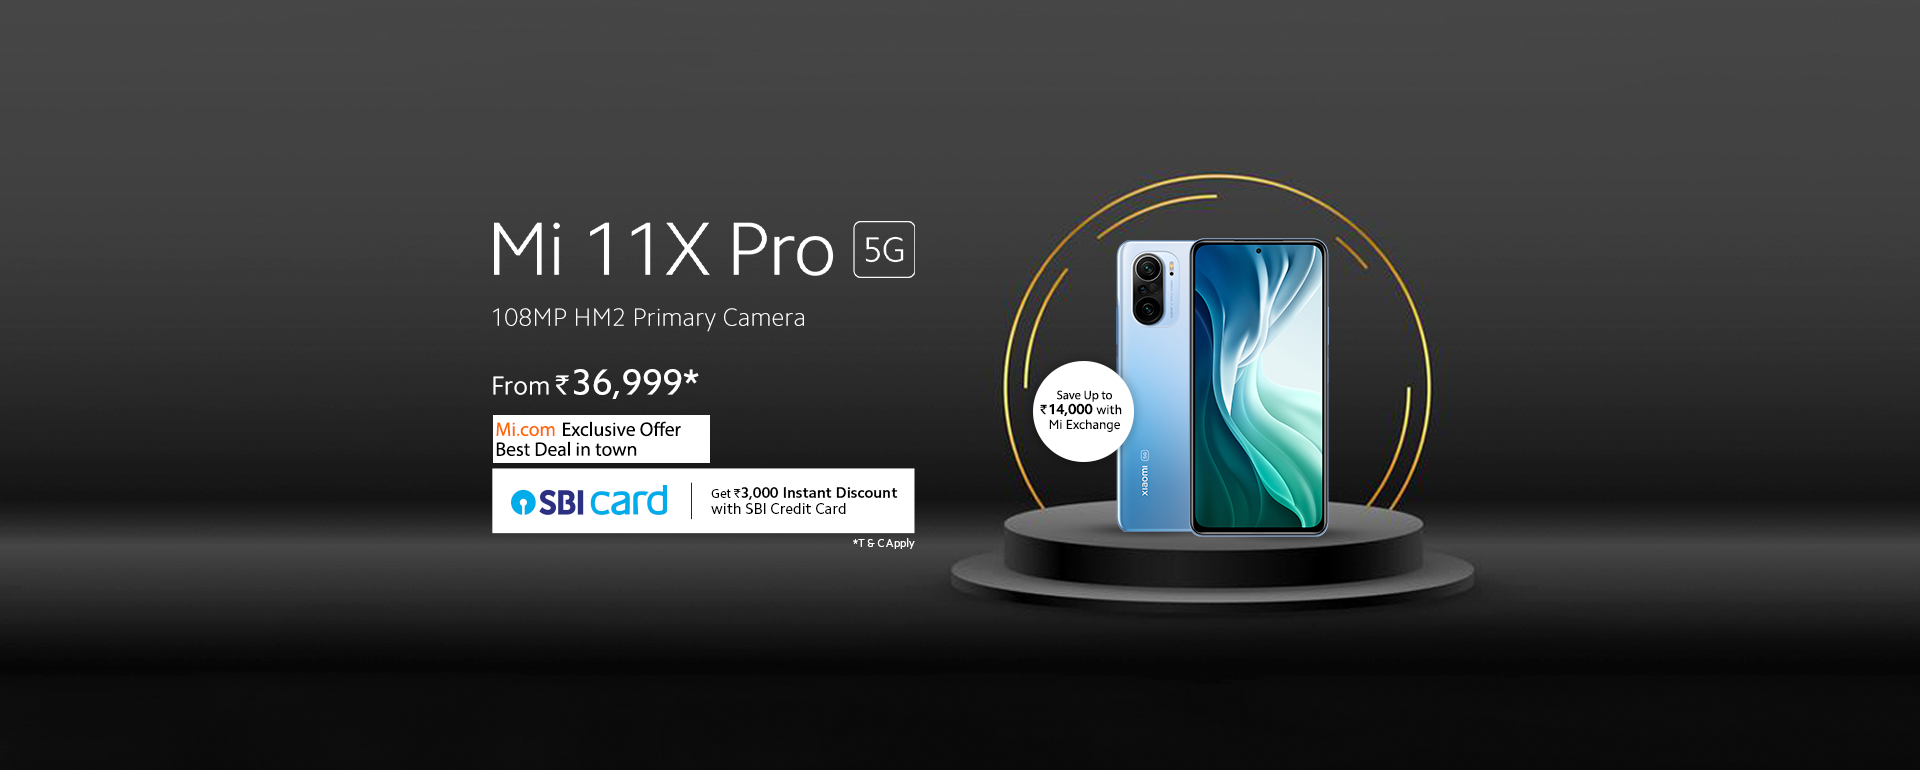 Mi 11X Pro 5G
108MP HM2 Primary Camera
From ₹36,999*
Mi.com Exclusive Offer
Best Deal in town
SBI card
Get ₹3,000 Instant Discount
with SBI Credit Card
*T & C Apply
Save Up to
₹14,000 with
Mi Exchange
xiaomi 5G